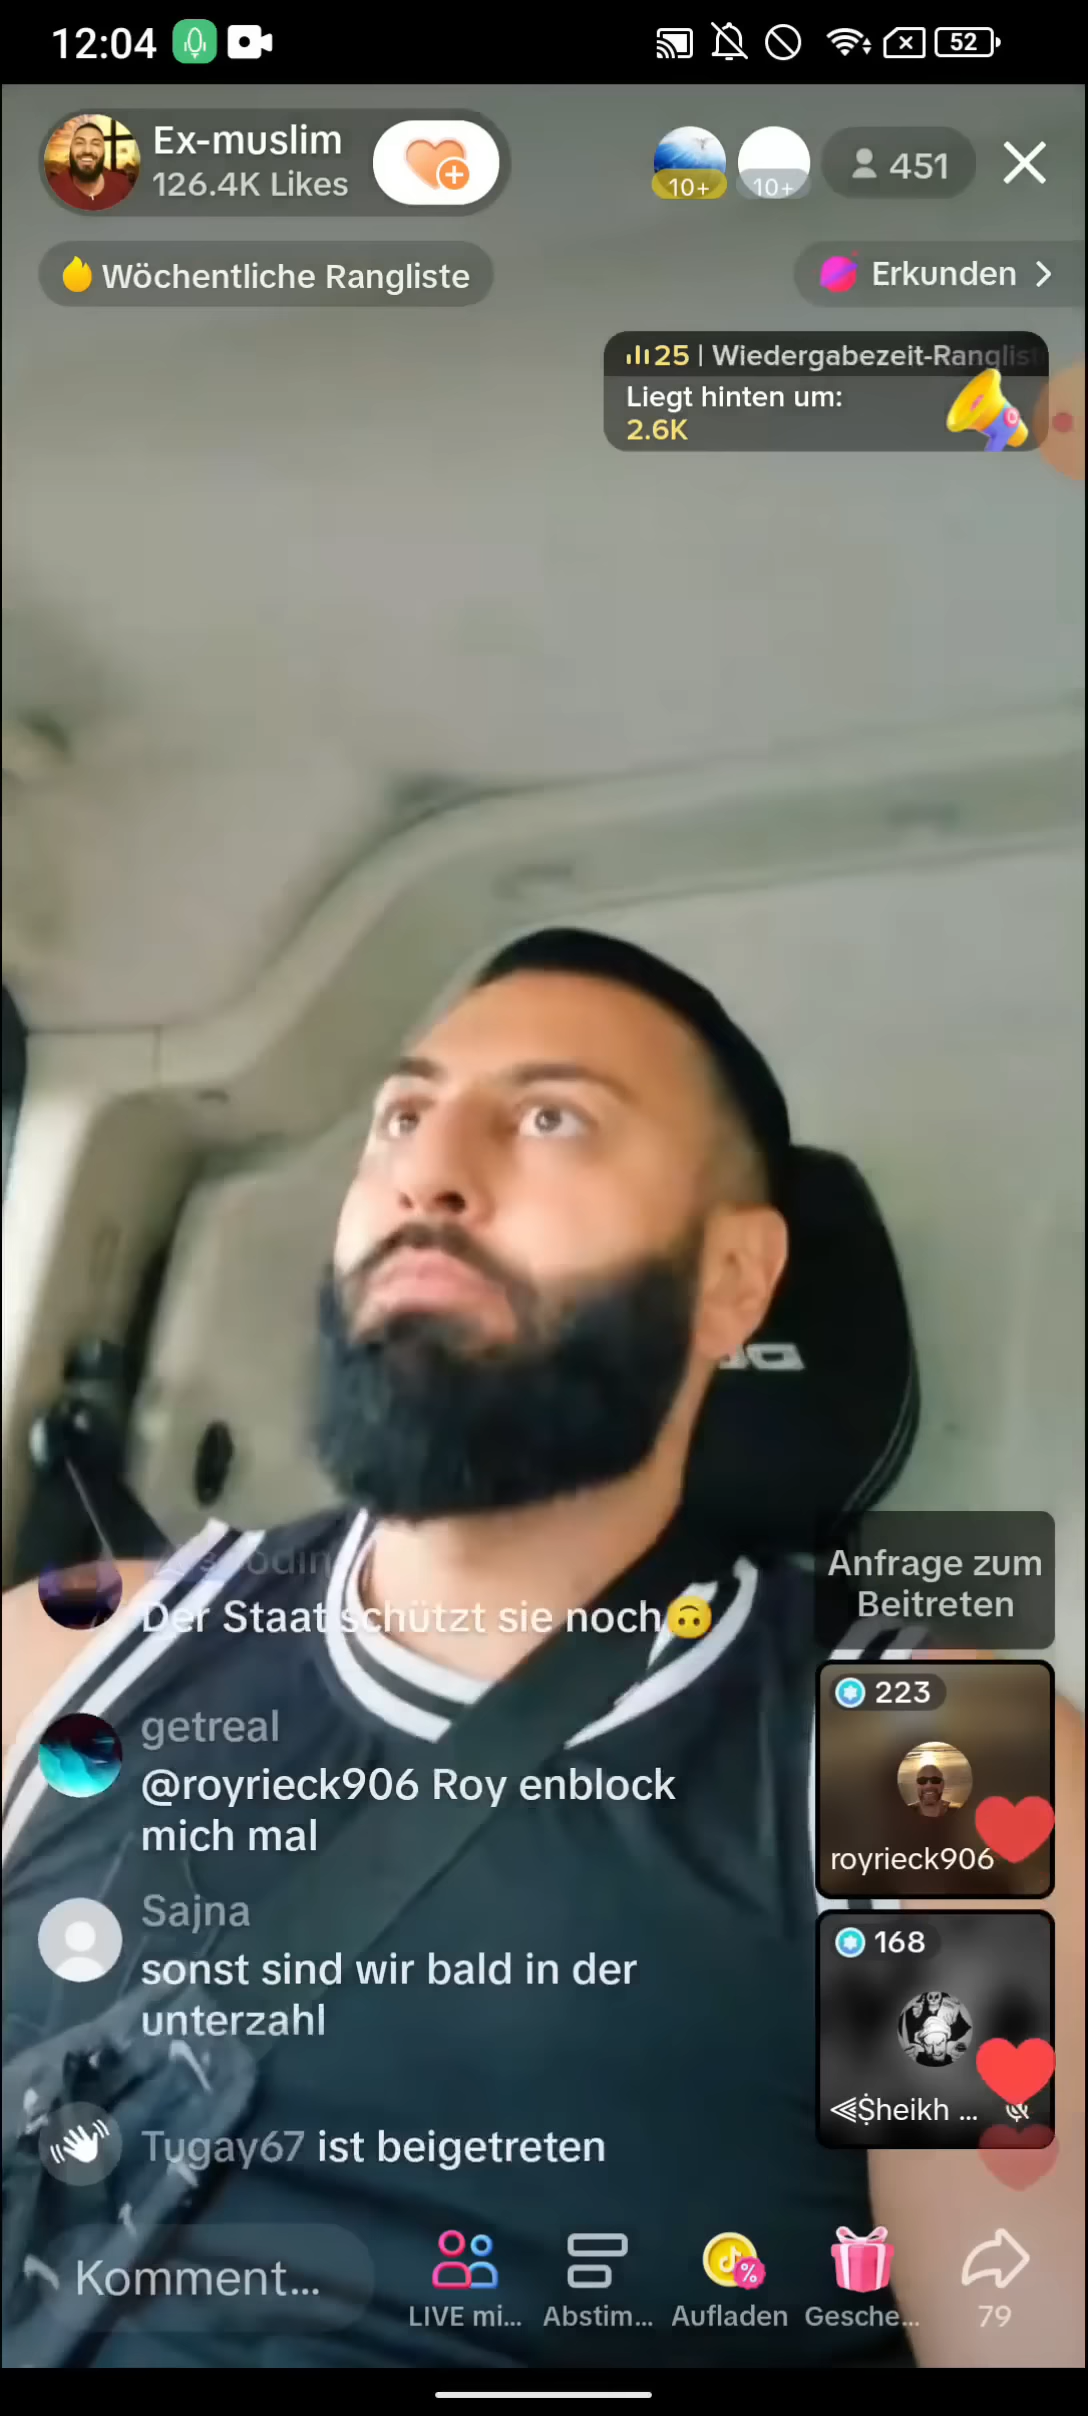 12:04
52
Ex-muslim
126.4K Likes
10+
10+
451
Wöchentliche Rangliste
Erkunden
25 | Wiedergabezeit-Ranglis
Liegt hinten um:
2.6K
Der Staat schützt sie noch🙃
Anfrage zum
Beitreten
223
royrieck906
getreal
@royrieck906 Roy enblock
mich mal
Sajna
sonst sind wir bald in der
unterzahl
168
⋘Ṩheikh ...
Tugay67 ist beigetreten
Komment...
LIVE mi...
Abstim...
Aufladen
Gesche...
79